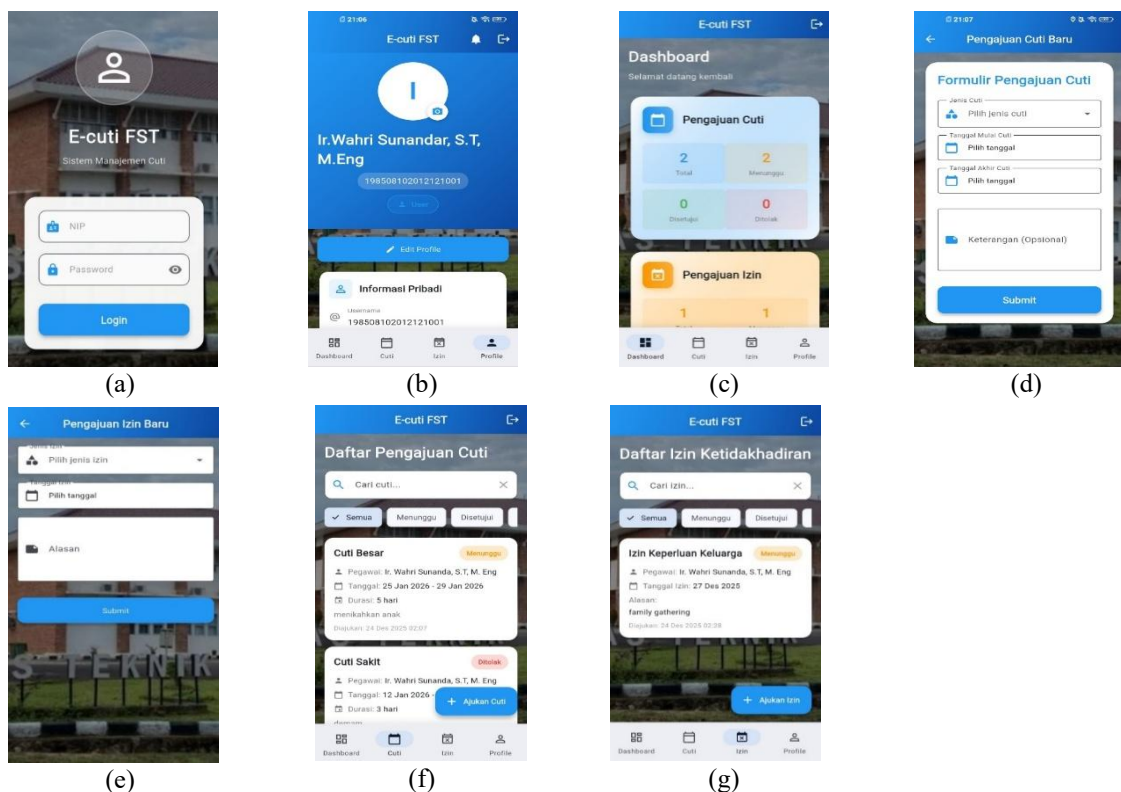 E-cuti FST
Sistem Manajemen Cuti
NIP
Password
Login
(a)
21:06
E-cuti FST
I
Ir.Wahri Sunandar, S.T,
M.Eng
198508102012121001
User
Edit Profile
Informasi Pribadi
Username
198508102012121001
Dashboard Cuti Izin Profile
(b)
E-cuti FST
Dashboard
Selamat datang kembali
Pengajuan Cuti
2 2
Total Menunggu
0 0
Disetujui Ditolak
Pengajuan Izin
1 1
Dashboard Cuti Izin Profile
(c)
21:07
Pengajuan Cuti Baru
Formulir Pengajuan Cuti
Jenis Cuti
Pilih jenis cuti
Tanggal Mulai Cuti
Pilih tanggal
Tanggal Akhir Cuti
Pilih tanggal
Keterangan (Opsional)
Submit
(d)
Pengajuan Izin Baru
Jenis Izin
Pilih jenis izin
Tanggal Izin
Pilih tanggal
Alasan
Submit
S TEKNIK
(e)
E-cuti FST
Daftar Pengajuan Cuti
Cari cuti...
Semua Menunggu Disetujui
Cuti Besar Menunggu
Pegawai: Ir. Wahri Sunanda, S.T, M. Eng
Tanggal: 25 Jan 2026 - 29 Jan 2026
Durasi: 5 hari
menikahkan anak
Diajukan: 24 Des 2025 02:07
Cuti Sakit Ditolak
Pegawai: Ir. Wahri Sunanda, S.T, M. Eng
Tanggal: 12 Jan 2026 -
Durasi: 3 hari
+ Ajukan Cuti
Dashboard Cuti Izin Profile
(f)
E-cuti FST
Daftar Izin Ketidakhadiran
Cari izin...
Semua Menunggu Disetujui
Izin Keperluan Keluarga Menunggu
Pegawai: Ir. Wahri Sunanda, S.T, M. Eng
Tanggal Izin: 27 Des 2025
Alasan:
family gathering
Diajukan: 24 Des 2025 02:08
+ Ajukan Izin
Dashboard Cuti Izin Profile
(g)